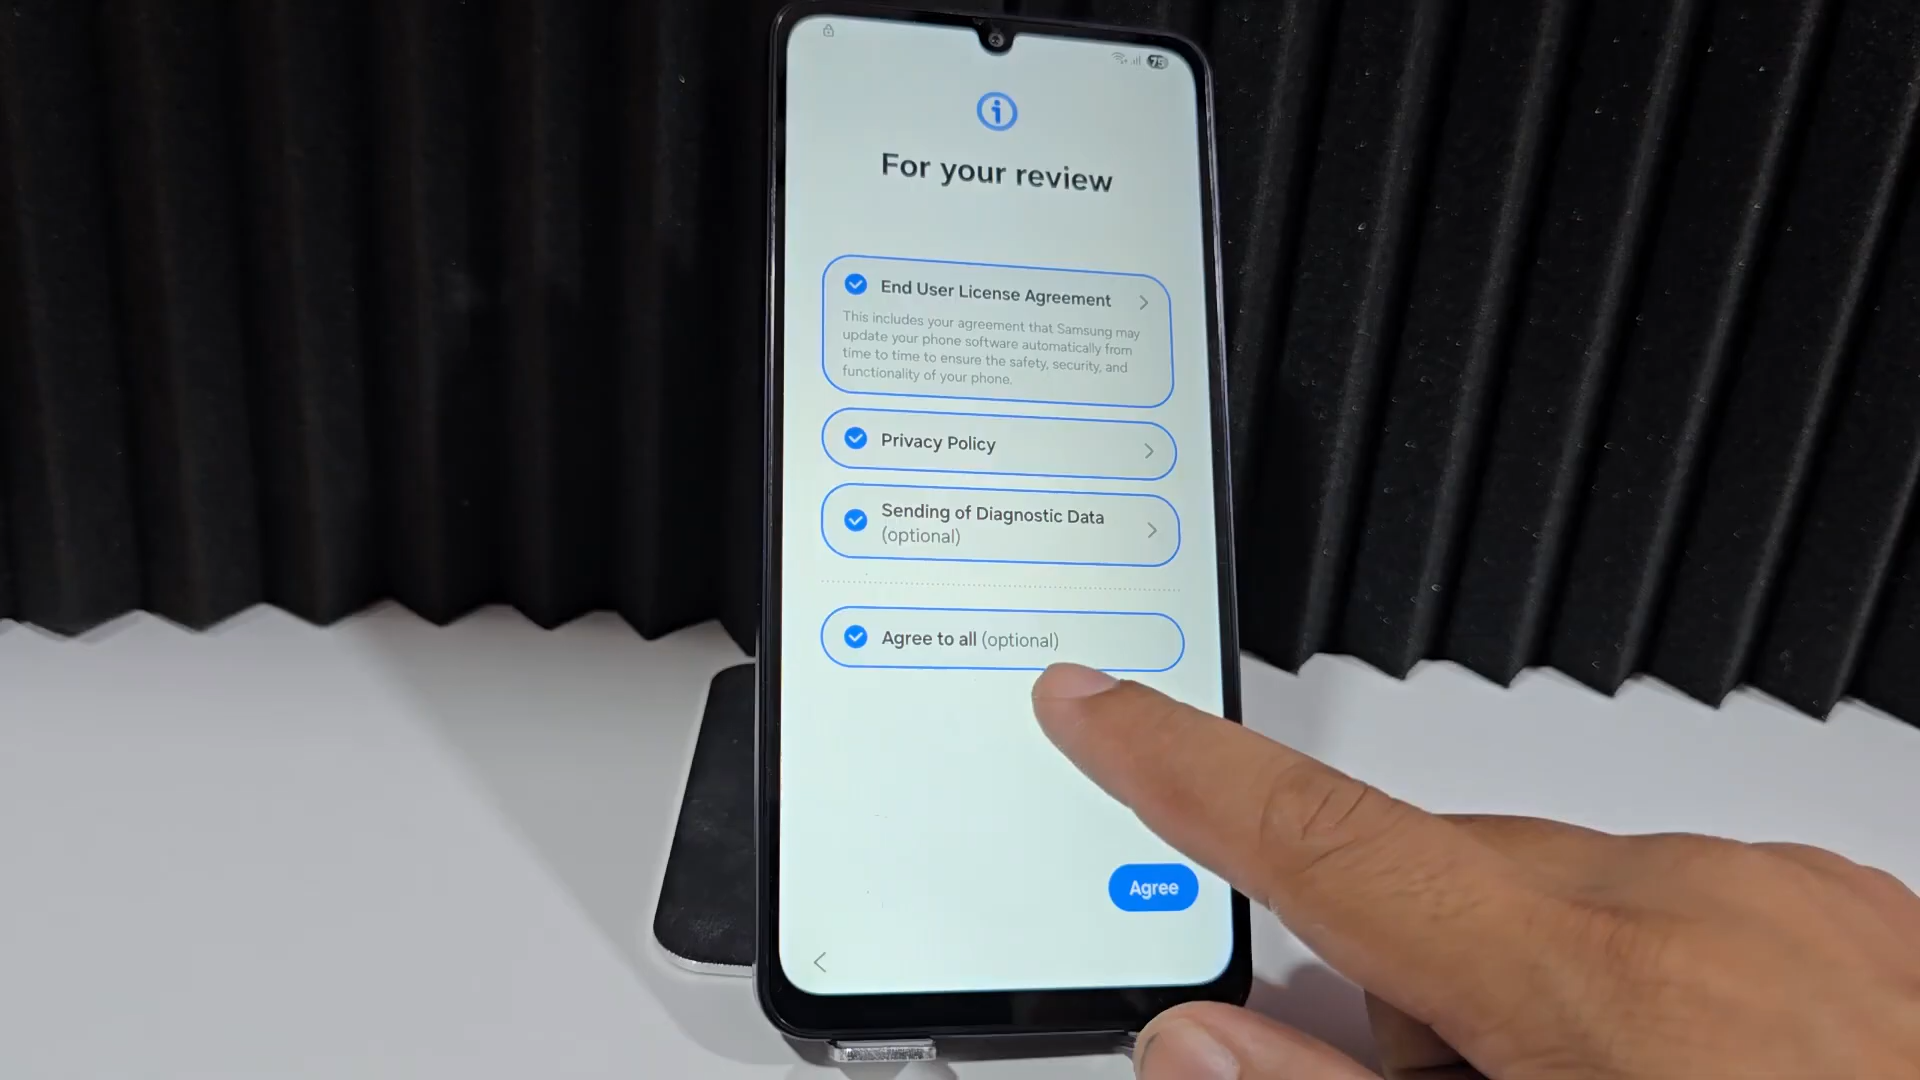 73
For your review
End User License Agreement
This includes your agreement that Samsung may
update your phone software automatically from
time to time to ensure the safety, security, and
functionality of your phone.
Privacy Policy
Sending of Diagnostic Data
(optional)
Agree to all (optional)
Agree